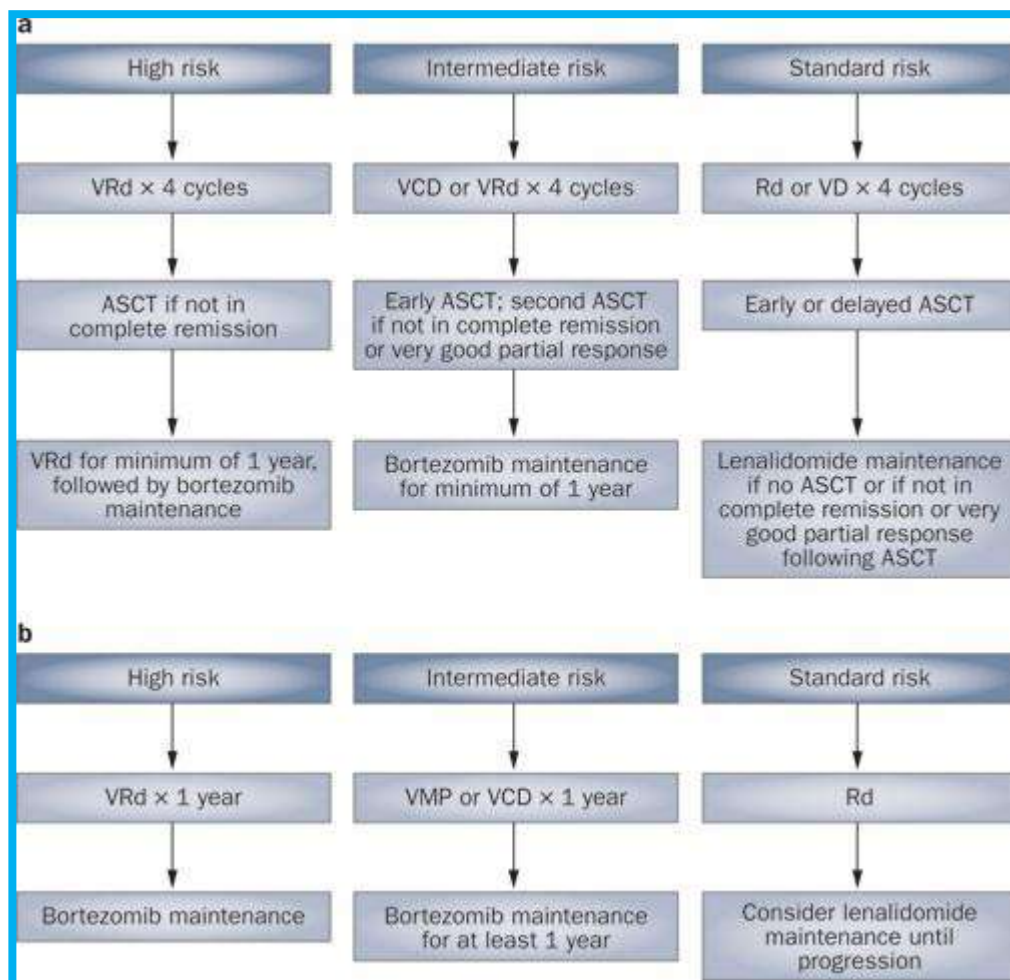 a
High risk
Intermediate risk
Standard risk
VRd × 4 cycles
VCD or VRd × 4 cycles
Rd or VD × 4 cycles
ASCT if not in
complete remission
Early ASCT; second ASCT
if not in complete remission
or very good partial response
Early or delayed ASCT
VRd for minimum of 1 year,
followed by bortezomib
maintenance
Bortezomib maintenance
for minimum of 1 year
Lenalidomide maintenance
if no ASCT or if not in
complete remission or very
good partial response
following ASCT
b
High risk
Intermediate risk
Standard risk
VRd × 1 year
VMP or VCD × 1 year
Rd
Bortezomib maintenance
Bortezomib maintenance
for at least 1 year
Consider lenalidomide
maintenance until
progression